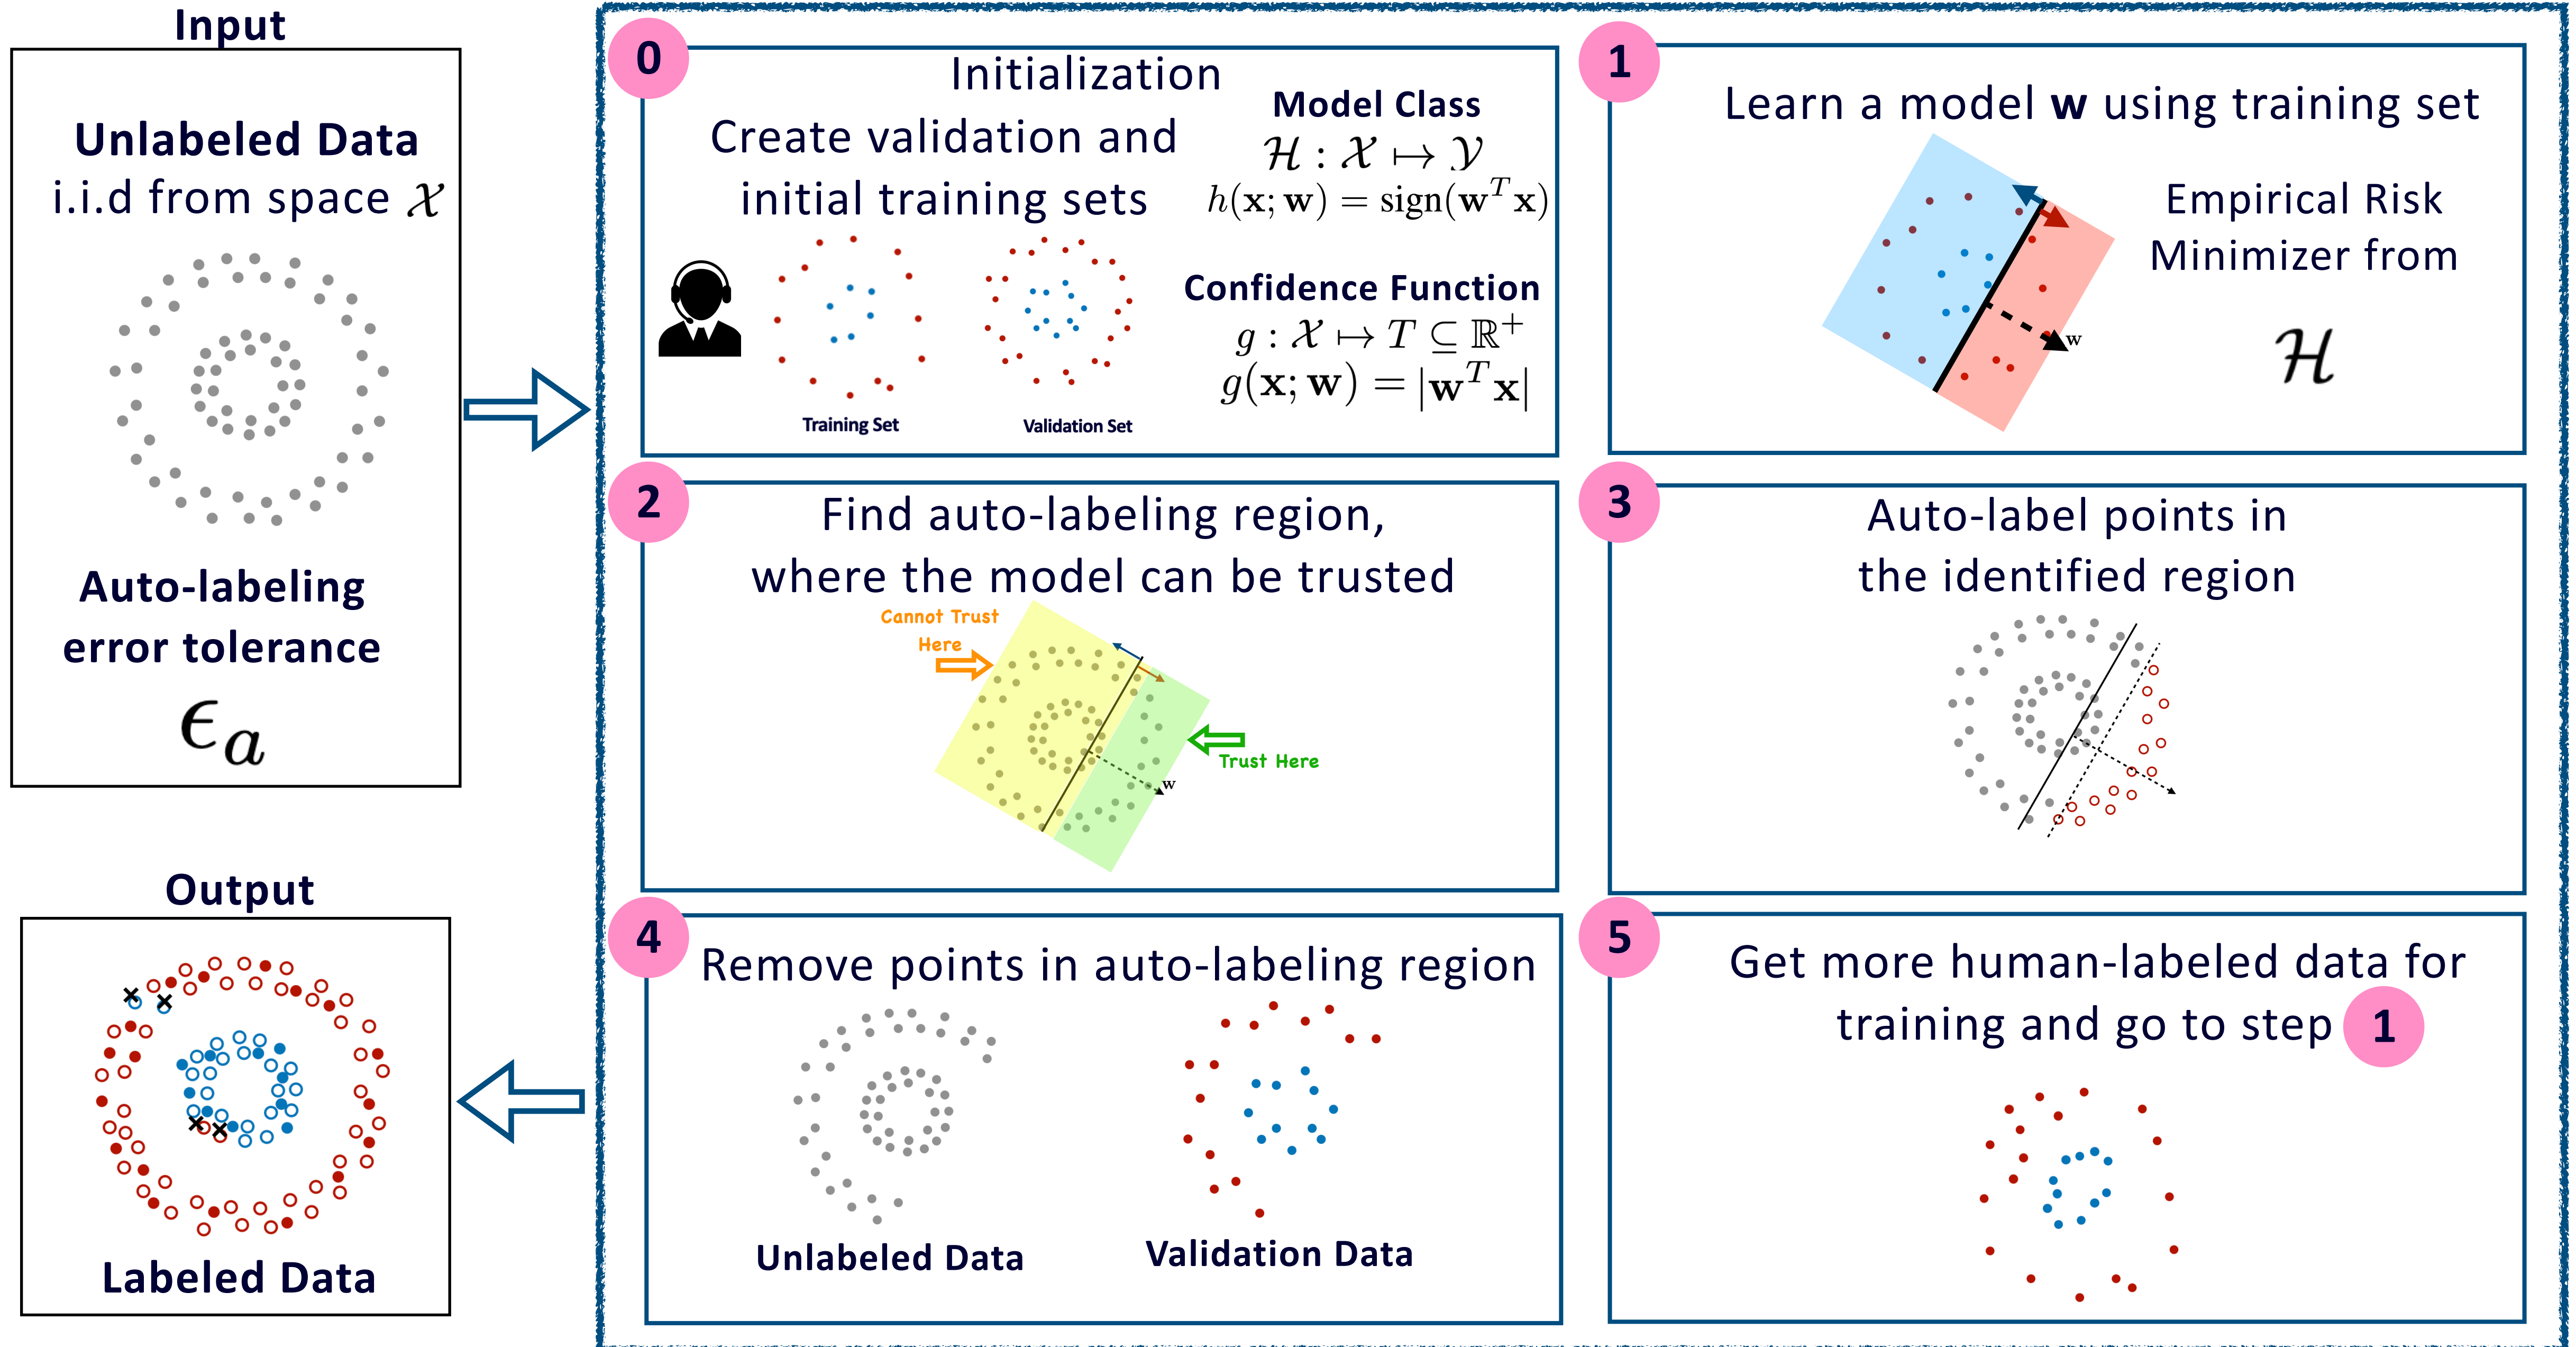 Input
Unlabeled Data
i.i.d from space 𝒳
Auto-labeling
error tolerance
ϵₐ
0
Initialization
Create validation and
initial training sets
Training Set
Validation Set
Model Class
ℋ : 𝒳 ↦ 𝒴
h(x; w) = sign(wᵀx)
Confidence Function
g : 𝒳 ↦ T ⊆ ℝ⁺
g(x; w) = |wᵀx|
1
Learn a model w using training set
Empirical Risk
Minimizer from
ℋ
w
2
Find auto-labeling region,
where the model can be trusted
Cannot Trust
Here
Trust Here
w
3
Auto-label points in
the identified region
4
Remove points in auto-labeling region
Unlabeled Data
Validation Data
5
Get more human-labeled data for
training and go to step 1
Output
Labeled Data